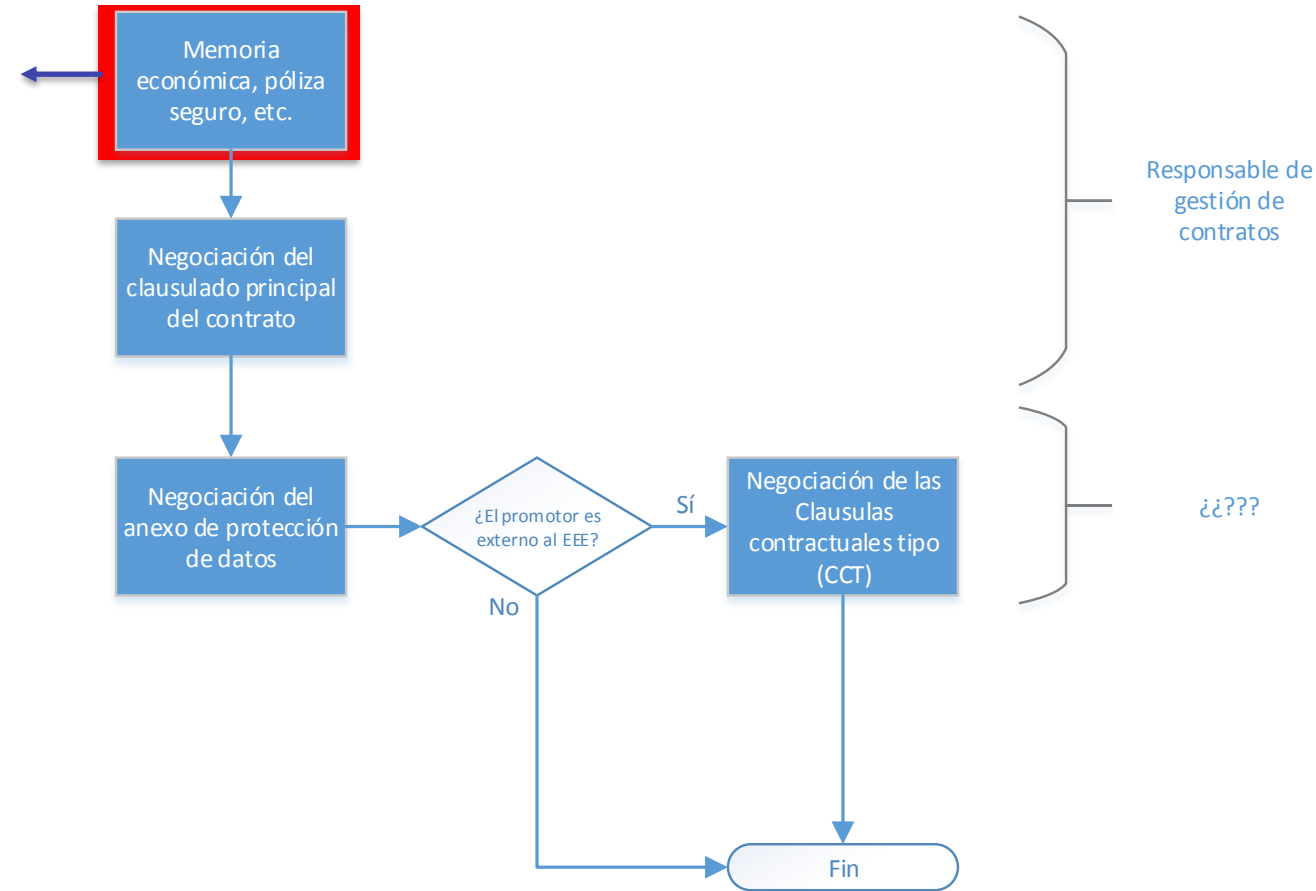 Memoria
económica, póliza
seguro, etc.
Responsable de
gestión de
contratos
Negociación del
clausulado principal
del contrato
Negociación del
anexo de protección
de datos
¿El promotor es
externo al EEE?
Sí
No
Negociación de las
Clausulas
contractuales tipo
(CCT)
¿¿???
Fin